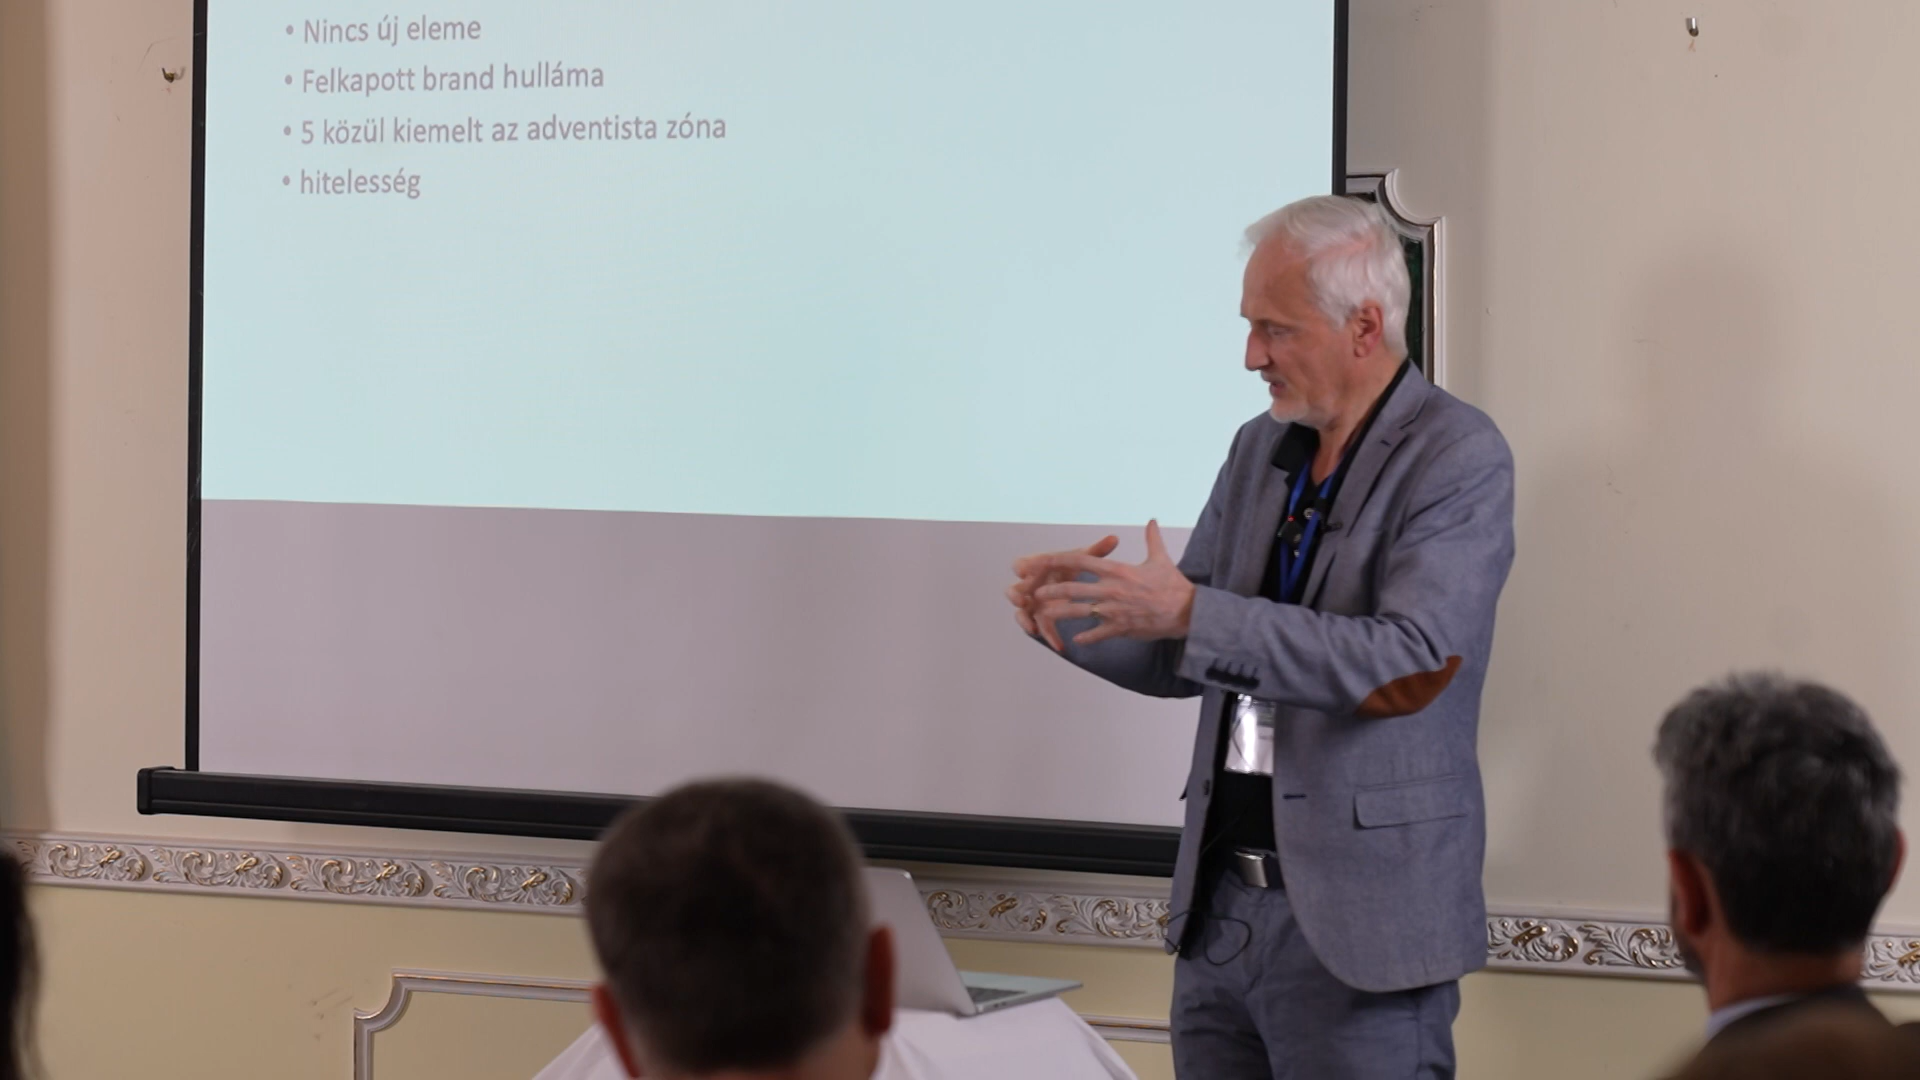 • Nincs új eleme
• Felkapott brand hulláma
• 5 közül kiemelt az adventista zóna
• hitelesség